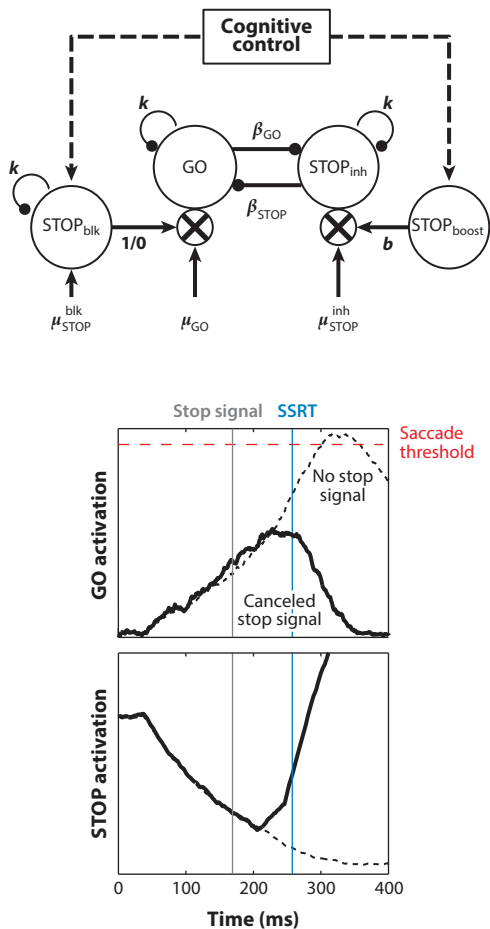 Cognitive
control
k
k
β_GO
GO
STOP_inh
k
β_STOP
STOP_blk
STOP_boost
1/0
b
μ_STOP^blk
μ_GO
μ_STOP^inh
Stop signal
SSRT
Saccade
threshold
No stop
signal
GO activation
Canceled
stop signal
STOP activation
0
100
200
300
400
Time (ms)